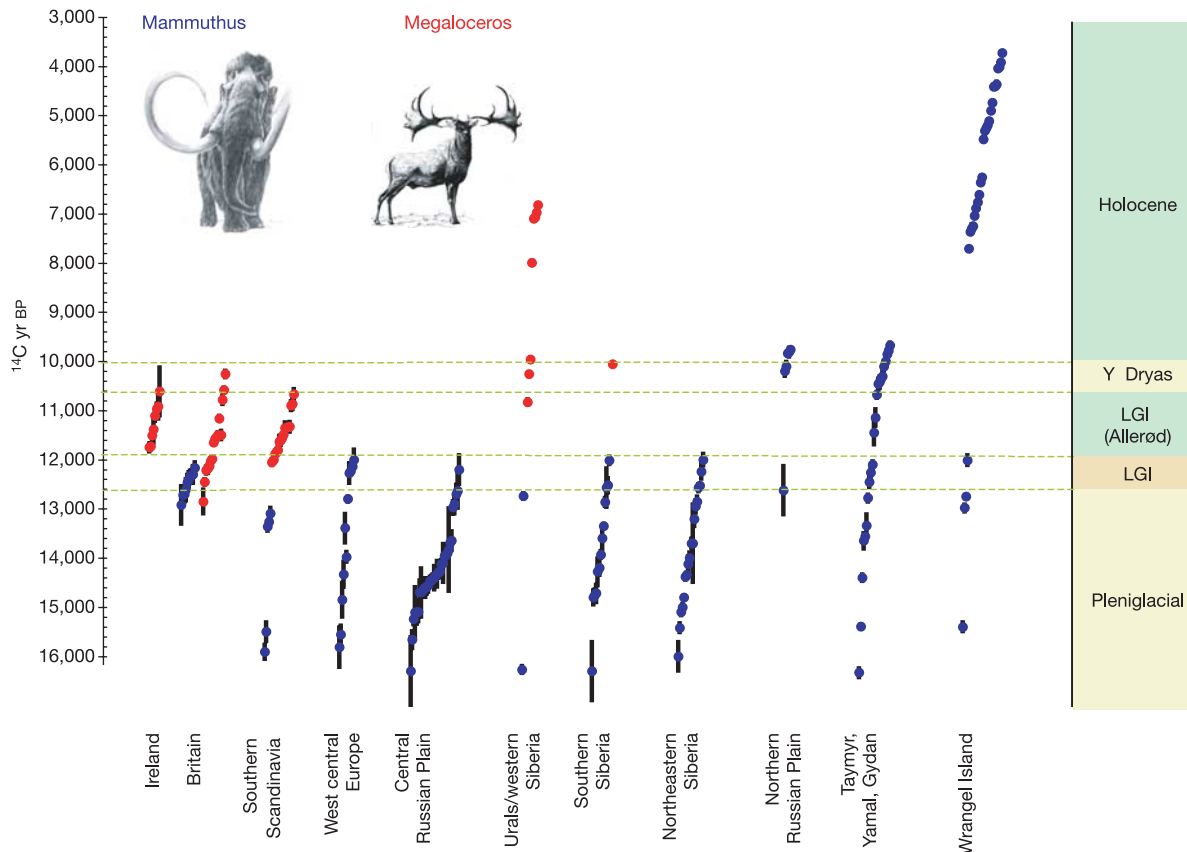 Mammuthus
Megaloceros
¹⁴C yr BP
3,000
4,000
5,000
6,000
7,000
8,000
9,000
10,000
11,000
12,000
13,000
14,000
15,000
16,000
Holocene
Y Dryas
LGI
(Allerød)
LGI
Pleniglacial
Ireland
Britain
Southern
Scandinavia
West central
Europe
Central
Russian Plain
Urals/western
Siberia
Southern
Siberia
Northeastern
Siberia
Northern
Russian Plain
Taymyr,
Yamal, Gydan
Wrangel Island